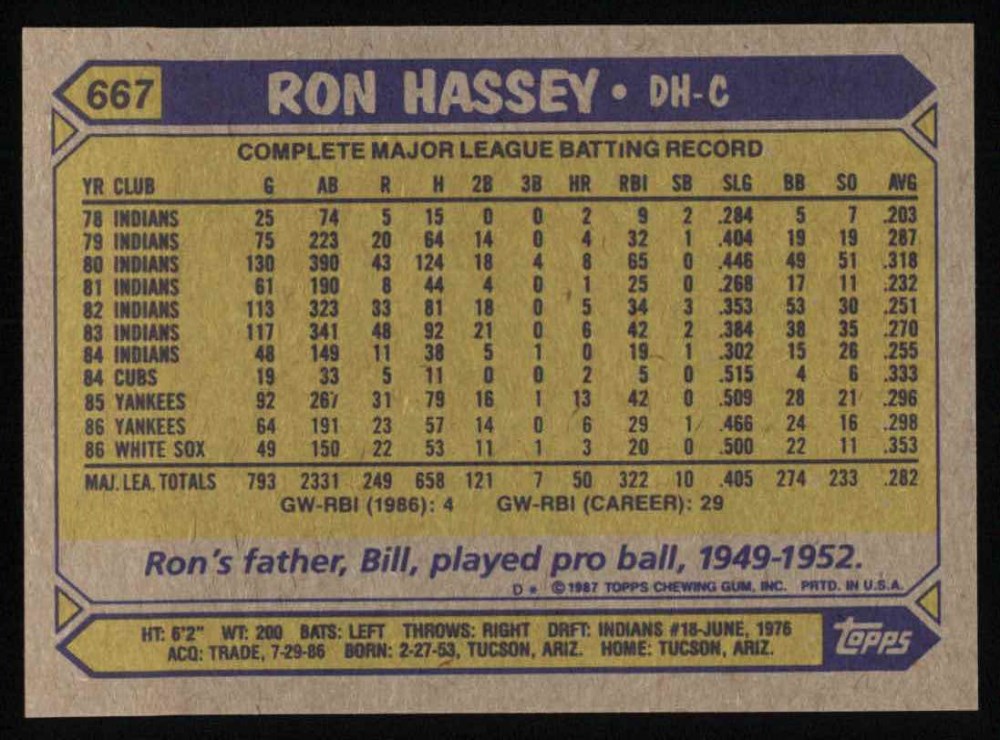 667 RON HASSEY • DH-C
COMPLETE MAJOR LEAGUE BATTING RECORD
YR CLUB G AB R H 2B 3B HR RBI SB SLG BB SO AVG
78 INDIANS 25 74 5 15 0 0 2 9 2 .284 5 7 .203
79 INDIANS 75 223 20 64 14 0 4 32 1 .404 19 19 .287
80 INDIANS 130 390 43 124 18 4 8 65 0 .446 49 51 .318
81 INDIANS 61 190 8 44 4 0 1 25 0 .268 17 11 .232
82 INDIANS 113 323 33 81 18 0 5 34 3 .353 53 30 .251
83 INDIANS 117 341 48 92 21 0 6 42 2 .384 38 35 .270
84 INDIANS 48 149 11 38 5 1 0 19 1 .302 15 26 .255
84 CUBS 19 33 5 11 0 0 2 5 0 .515 4 6 .333
85 YANKEES 92 267 31 79 16 1 13 42 0 .509 28 21 .296
86 YANKEES 64 191 23 57 14 0 6 29 1 .466 24 16 .298
86 WHITE SOX 49 150 22 53 11 1 3 20 0 .500 22 11 .353
MAJ. LEA. TOTALS 793 2331 249 658 121 7 50 322 10 .405 274 233 .282
GW-RBI (1986): 4 GW-RBI (CAREER): 29
Ron's father, Bill, played pro ball, 1949-1952.
D * ©1987 TOPPS CHEWING GUM, INC. PRTD. IN U.S.A.
HT: 6'2" WT: 200 BATS: LEFT THROWS: RIGHT DRFT: INDIANS #18-JUNE, 1976
ACQ: TRADE, 7-29-86 BORN: 2-27-53, TUCSON, ARIZ. HOME: TUCSON, ARIZ.
topps